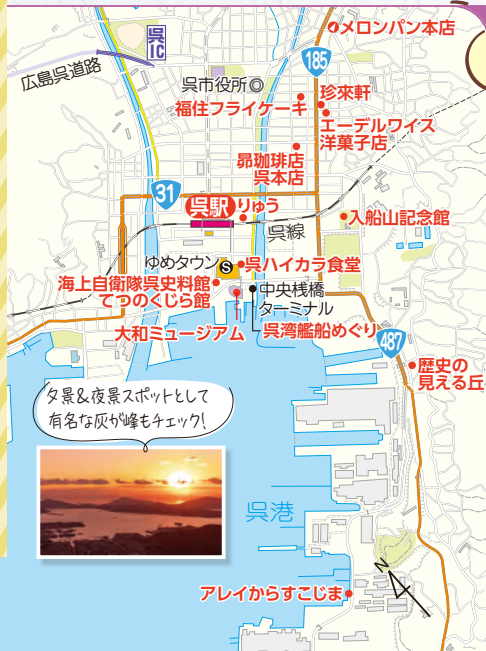 メロンパン本店
呉IC
広島呉道路
185
呉市役所◎
珍來軒
福住フライケーキ
エーデルワイス
洋菓子店
昴珈琲店
呉本店
31
呉駅
りゅう
入船山記念館
呉線
ゆめタウン
S
呉ハイカラ食堂
海上自衛隊呉史料館
てつのくじら館
中央桟橋
ターミナル
大和ミュージアム
呉湾艦船めぐり
487
歴史の
見える丘
夕景&夜景スポットとして
有名な灰が峰もチェック!
呉港
N
アレイからすこじま